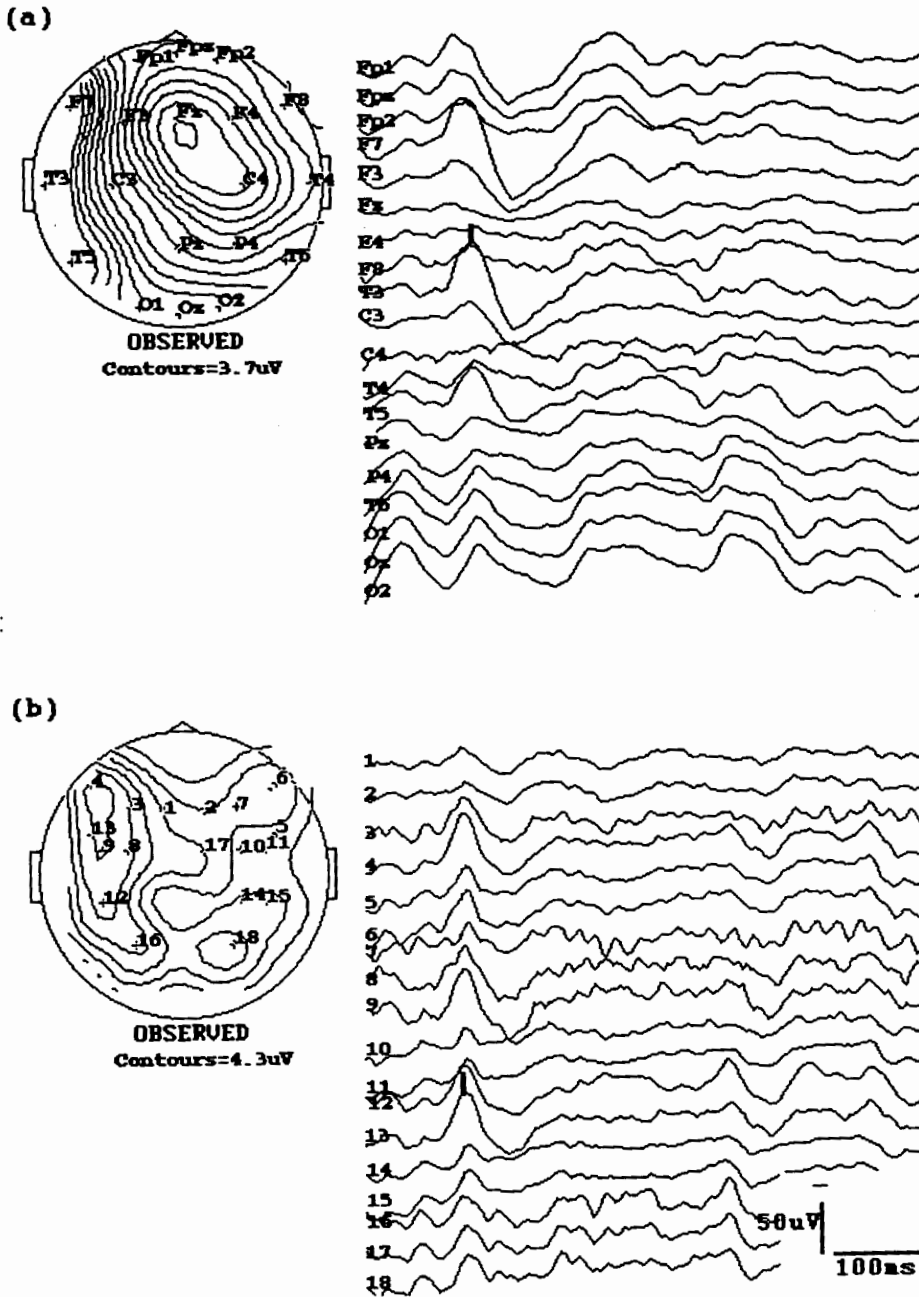 (a)
Fp1 Fpz Fp2
F7 F3 Fz F4 F8
T3 C3 C4 T4
T5 Pz P4 T6
O1 Oz O2
OBSERVED
Contours=3.7uV
Fp1
Fpz
Fp2
F7
F3
Fz
F4
F8
T3
C3
C4
T4
T5
Pz
P4
T6
O1
Oz
O2
(b)
4 6
3 1 2 7
13 5
9 8 17 10 11
12 14 15
16 18
OBSERVED
Contours=4.3uV
1
2
3
4
5
6
7
8
9
10
11
12
13
14
15
16
17
18
50uV
100ms